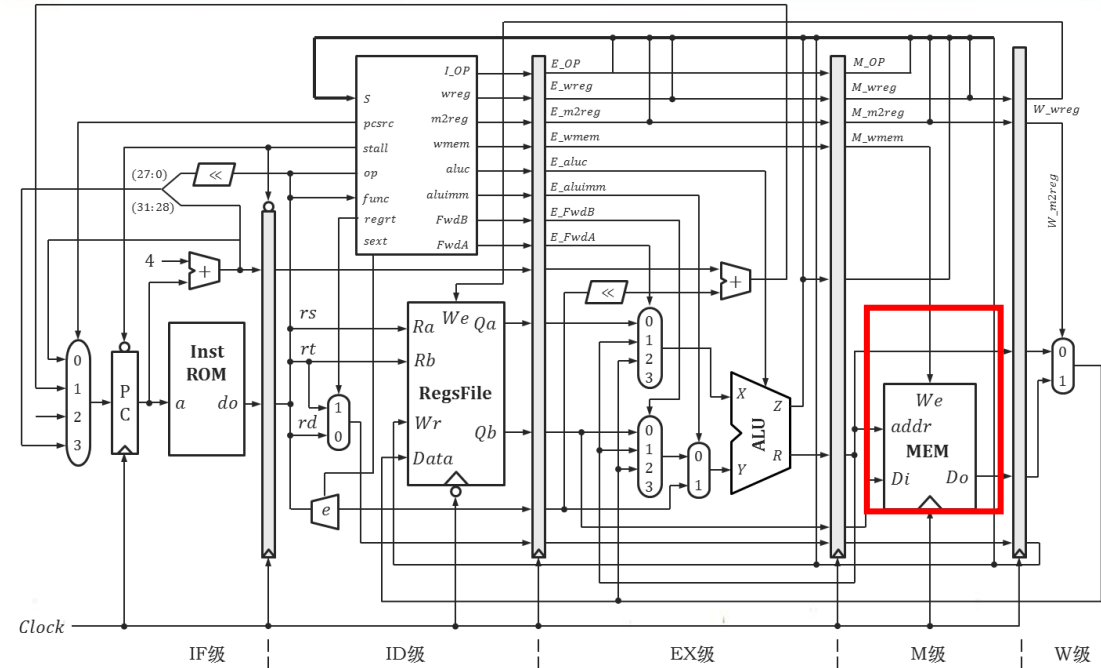 I_OP
wreg
m2reg
wmem
aluc
aluimm
FwdB
FwdA
S
pcsrc
stall
op
func
regrt
sext
E_OP
E_wreg
E_m2reg
E_wmem
E_aluc
E_aluimm
E_FwdB
E_FwdA
M_OP
M_wreg
M_m2reg
M_wmem
W_wreg
W_m2reg
(27:0)
(31:28)
<<
4
+
<<
+
0
1
2
3
P
C
Inst
ROM
a
do
rs
rt
rd
1
0
e
We
Qa
Ra
Rb
RegsFile
Wr
Qb
Data
0
1
2
3
0
1
2
3
0
1
X
Z
ALU
R
Y
We
addr
MEM
Di
Do
0
1
Clock
IF级
ID级
EX级
M级
W级